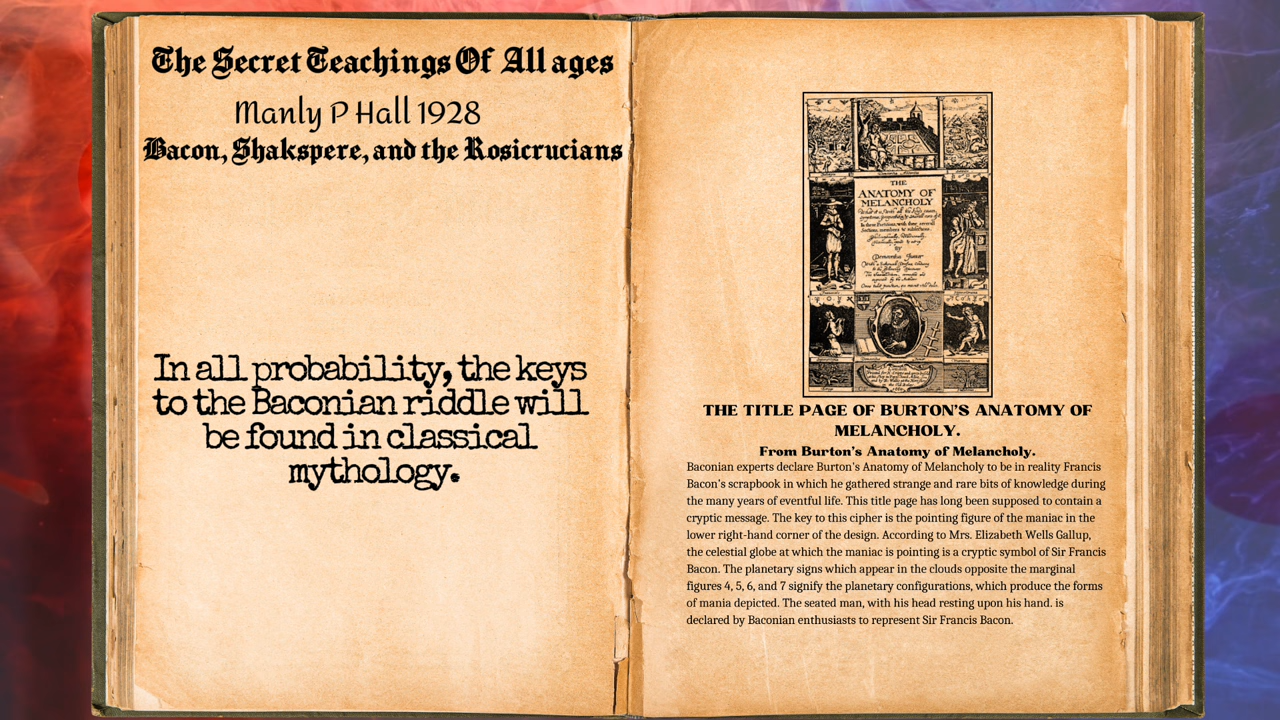 The Secret Teachings Of All ages
Manly P Hall 1928
Bacon, Shakspere, and the Rosicrucians
In all probability, the keys
to the Baconian riddle will
be found in classical
mythology.
THE
ANATOMY OF
MELANCHOLY
by
THE TITLE PAGE OF BURTON'S ANATOMY OF
MELANCHOLY.
From Burton's Anatomy of Melancholy.
Baconian experts declare Burton's Anatomy of Melancholy to be in reality Francis
Bacon's scrapbook in which he gathered strange and rare bits of knowledge during
the many years of eventful life. This title page has long been supposed to contain a
cryptic message. The key to this cipher is the pointing figure of the maniac in the
lower right-hand corner of the design. According to Mrs. Elizabeth Wells Gallup,
the celestial globe at which the maniac is pointing is a cryptic symbol of Sir Francis
Bacon. The planetary signs which appear in the clouds opposite the marginal
figures 4, 5, 6, and 7 signify the planetary configurations, which produce the forms
of mania depicted. The seated man, with his head resting upon his hand. is
declared by Baconian enthusiasts to represent Sir Francis Bacon.